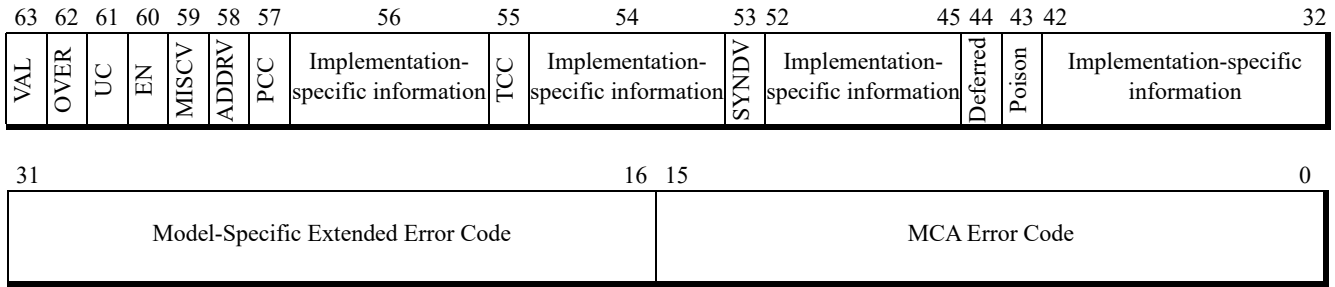 63 62 61 60 59 58 57 56 55 54 53 52 45 44 43 42 32
VAL
OVER
UC
EN
MISCV
ADDRV
PCC
Implementation-
specific information
TCC
Implementation-
specific information
SYNDV
Implementation-
specific information
Deferred
Poison
Implementation-specific
information
31 16 15 0
Model-Specific Extended Error Code
MCA Error Code